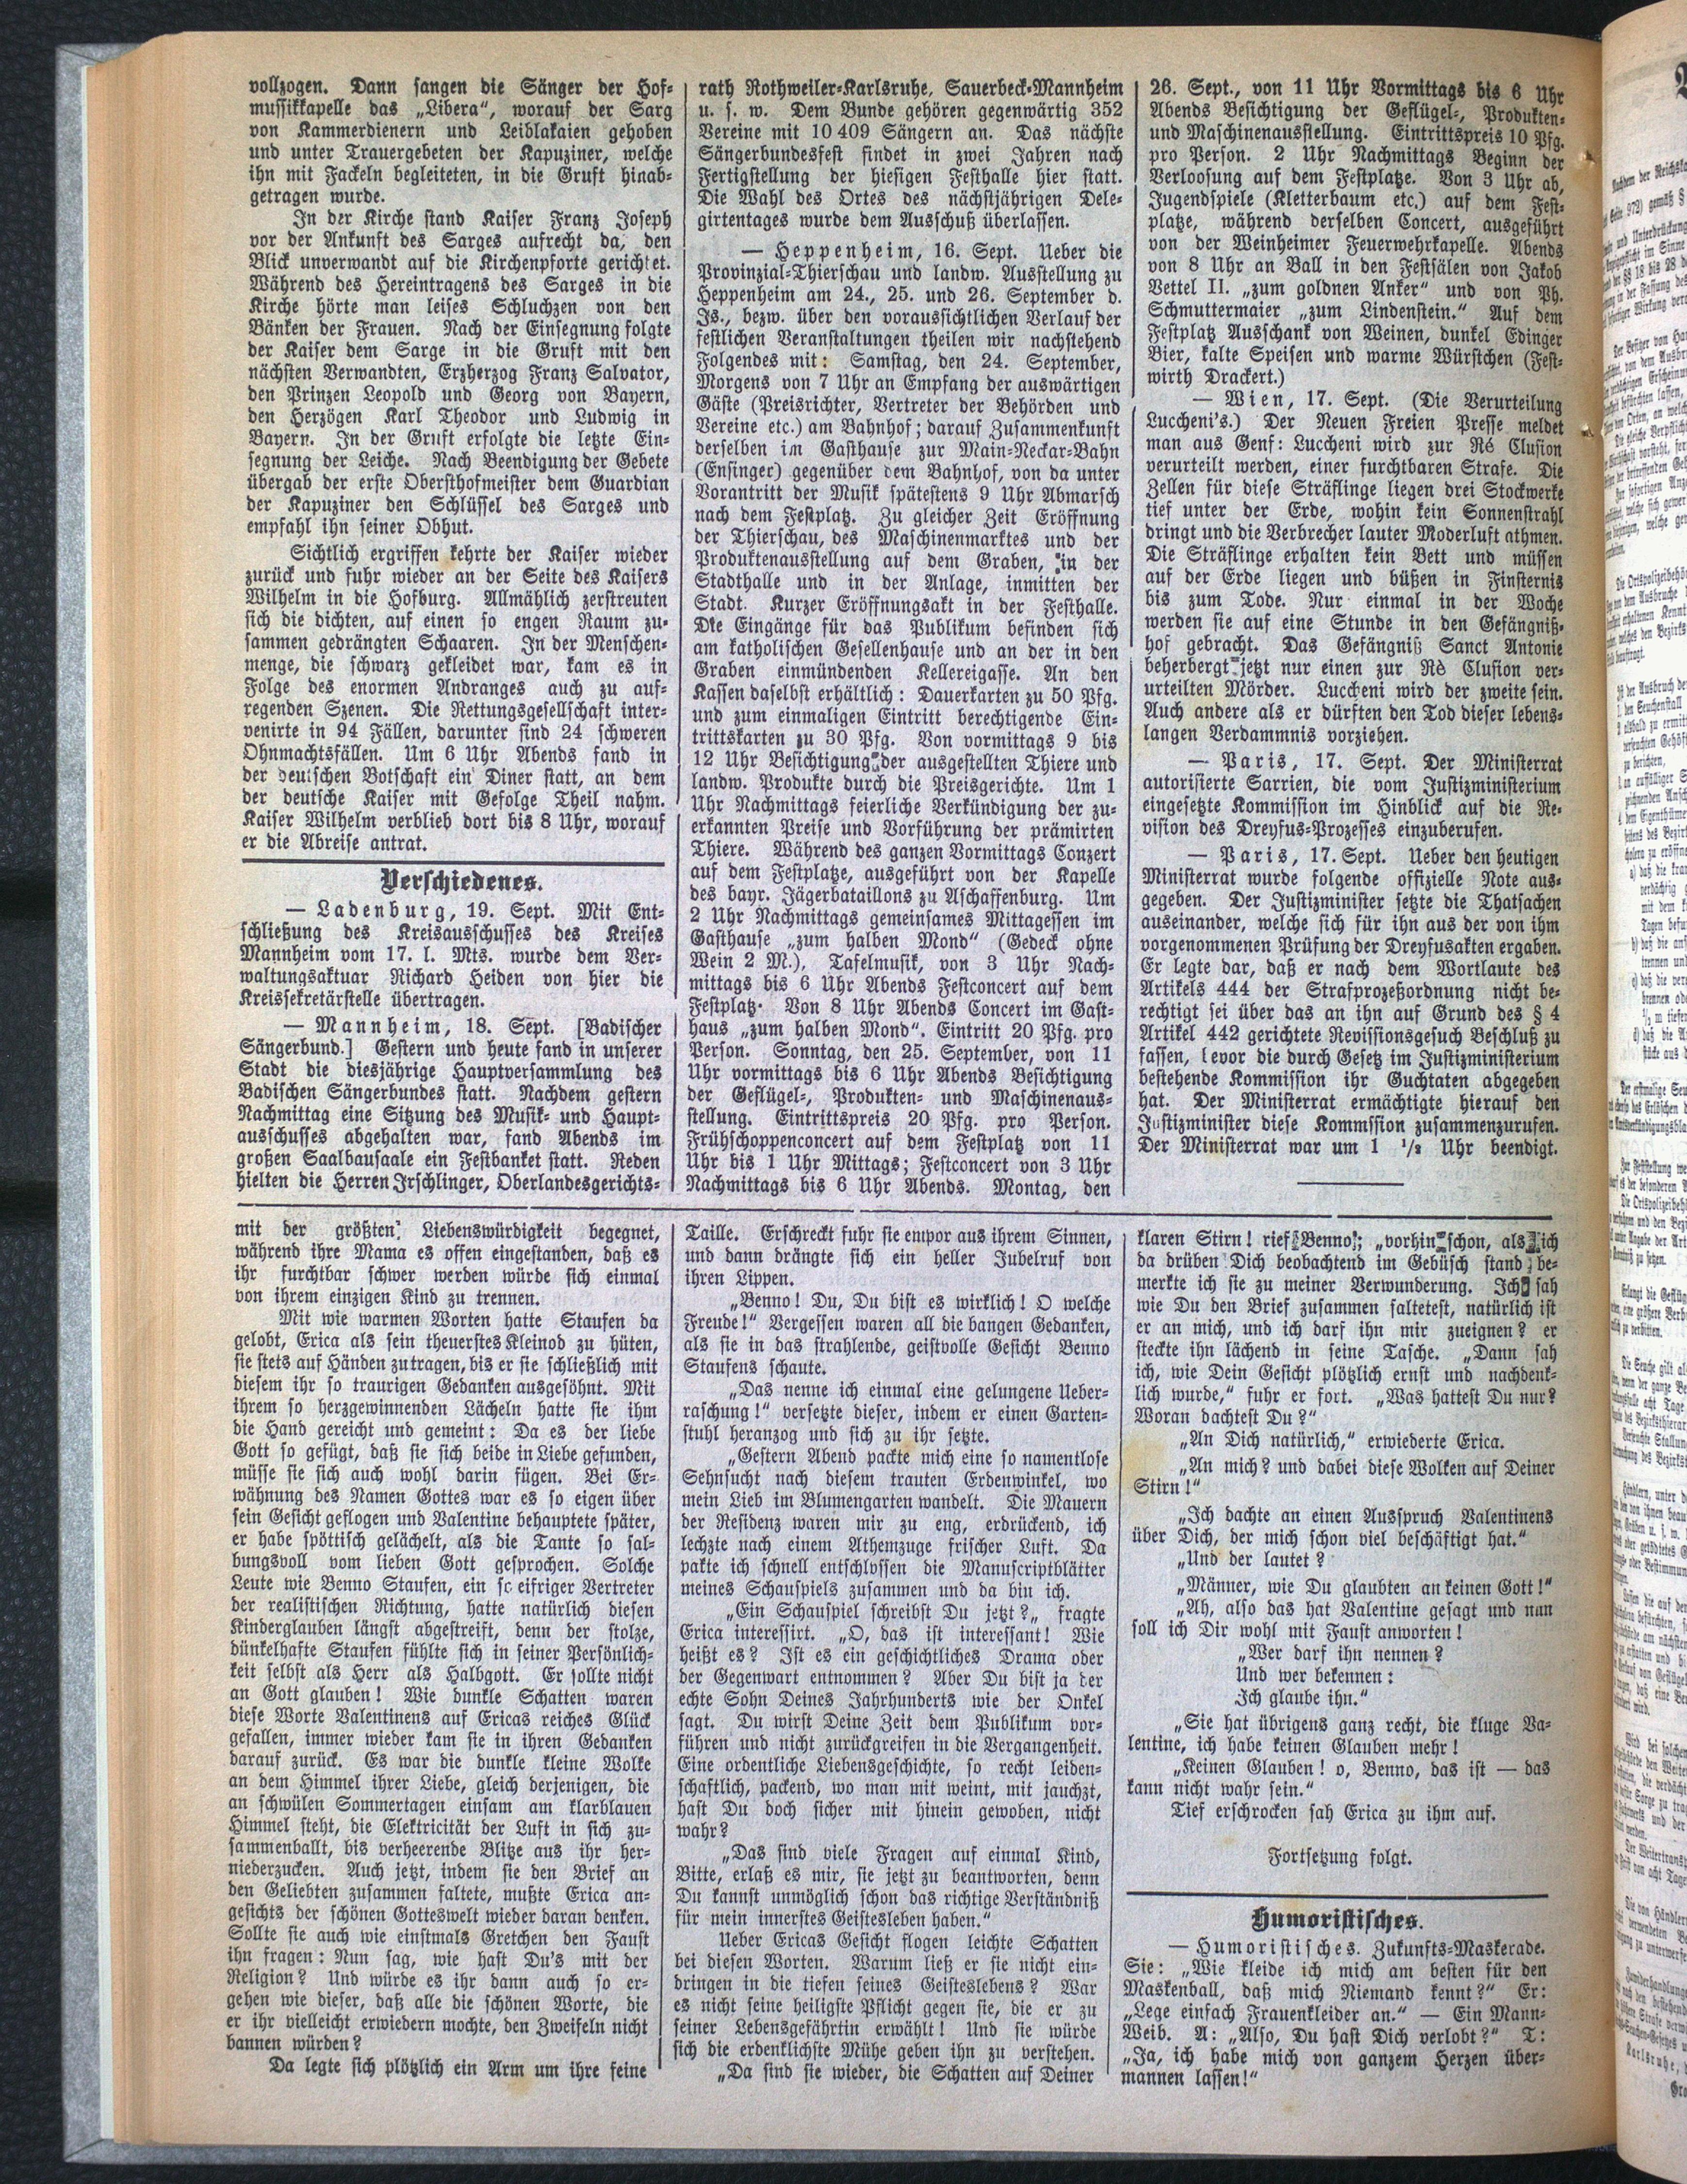 vollzogen. Dann sangen die Sänger der Hof-
mussikkapelle das „Libera“, worauf der Sarg
von Kammerdienern und Leiblakaien gehoben
und unter Trauergebeten der Kapuziner, welche
ihn mit Fackeln begleiteten, in die Gruft hinab-
getragen wurde.
In der Kirche stand Kaiser Franz Joseph
vor der Ankunft des Sarges aufrecht da, den
Blick unverwandt auf die Kirchenpforte gerichtet.
Während des Hereintragens des Sarges in die
Kirche hörte man leises Schluchzen von den
Bänken der Frauen. Nach der Einsegnung folgte
der Kaiser dem Sarge in die Gruft mit den
nächsten Verwandten, Erzherzog Franz Salvator,
den Prinzen Leopold und Georg von Bayern,
den Herzögen Karl Theodor und Ludwig in
Bayern. In der Gruft erfolgte die letzte Ein-
segnung der Leiche. Nach Beendigung der Gebete
übergab der erste Obersthofmeister dem Guardian
der Kapuziner den Schlüssel des Sarges und
empfahl ihn seiner Obhut.
Sichtlich ergriffen kehrte der Kaiser wieder
zurück und fuhr wieder an der Seite des Kaisers
Wilhelm in die Hofburg. Allmählich zerstreuten
sich die dichten, auf einen so engen Raum zu-
sammen gedrängten Schaaren. In der Menschen-
menge, die schwarz gekleidet war, kam es in
Folge des enormen Andranges auch zu auf-
regenden Szenen. Die Rettungsgesellschaft inter-
venirte in 94 Fällen, darunter sind 24 schweren
Ohnmachtsfällen. Um 6 Uhr Abends fand in
der deutschen Botschaft ein Diner statt, an dem
der deutsche Kaiser mit Gefolge Theil nahm.
Kaiser Wilhelm verblieb dort bis 8 Uhr, worauf
er die Abreise antrat.
Verschiedenes.
— Ladenburg, 19. Sept. Mit Ent-
schließung des Kreisausschusses des Kreises
Mannheim vom 17. l. Mts. wurde dem Ver-
waltungsaktuar Richard Heiden von hier die
Kreissekretärstelle übertragen.
— Mannheim, 18. Sept. [Badischer
Sängerbund.] Gestern und heute fand in unserer
Stadt die diesjährige Hauptversammlung des
Badischen Sängerbundes statt. Nachdem gestern
Nachmittag eine Sitzung des Musik- und Haupt-
ausschusses abgehalten war, fand Abends im
großen Saalbausaale ein Festbanket statt. Reden
hielten die Herren Irschlinger, Oberlandesgerichts-
rath Rothweiler-Karlsruhe, Sauerbeck-Mannheim
u. s. w. Dem Bunde gehören gegenwärtig 352
Vereine mit 10 409 Sängern an. Das nächste
Sängerbundesfest findet in zwei Jahren nach
Fertigstellung der hiesigen Festhalle hier statt.
Die Wahl des Ortes des nächstjährigen Dele-
girtentages wurde dem Ausschuß überlassen.
— Heppenheim, 16. Sept. Ueber die
Provinzial-Thierschau und landw. Ausstellung zu
Heppenheim am 24., 25. und 26. September d.
Js., bezw. über den voraussichtlichen Verlauf der
festlichen Veranstaltungen theilen wir nachstehend
Folgendes mit: Samstag, den 24. September,
Morgens von 7 Uhr an Empfang der auswärtigen
Gäste (Preisrichter, Vertreter der Behörden und
Vereine etc.) am Bahnhof; darauf Zusammenkunft
derselben im Gasthause zur Main-Neckar-Bahn
(Ensinger) gegenüber dem Bahnhof, von da unter
Vorantritt der Musik spätestens 9 Uhr Abmarsch
nach dem Festplatz. Zu gleicher Zeit Eröffnung
der Thierschau, des Maschinenmarktes und der
Produktenausstellung auf dem Graben, in der
Stadthalle und in der Anlage, inmitten der
Stadt. Kurzer Eröffnungsakt in der Festhalle.
Die Eingänge für das Publikum befinden sich
am katholischen Gesellenhause und an der in den
Graben einmündenden Kellereigasse. An den
Kassen daselbst erhältlich: Dauerkarten zu 50 Pfg.
und zum einmaligen Eintritt berechtigende Ein-
trittskarten zu 30 Pfg. Von vormittags 9 bis
12 Uhr Besichtigung der ausgestellten Thiere und
landw. Produkte durch die Preisgerichte. Um 1
Uhr Nachmittags feierliche Verkündigung der zu-
erkannten Preise und Vorführung der prämirten
Thiere. Während des ganzen Vormittags Conzert
auf dem Festplatze, ausgeführt von der Kapelle
des bayr. Jägerbataillons zu Aschaffenburg. Um
2 Uhr Nachmittags gemeinsames Mittagessen im
Gasthause „zum halben Mond“ (Gedeck ohne
Wein 2 M.), Tafelmusik, von 3 Uhr Nach-
mittags bis 6 Uhr Abends Festconcert auf dem
Festplatz. Von 8 Uhr Abends Concert im Gast-
haus „zum halben Mond“. Eintritt 20 Pfg. pro
Person. Sonntag, den 25. September, von 11
Uhr vormittags bis 6 Uhr Abends Besichtigung
der Geflügel-, Produkten- und Maschinenaus-
stellung. Eintrittspreis 20 Pfg. pro Person.
Frühschoppenconcert auf dem Festplatz von 11
Uhr bis 1 Uhr Mittags; Festconcert von 3 Uhr
Nachmittags bis 6 Uhr Abends. Montag, den
26. Sept., von 11 Uhr Vormittags bis 6 Uhr
Abends Besichtigung der Geflügel-, Produkten-
und Maschinenausstellung. Eintrittspreis 10 Pfg.
pro Person. 2 Uhr Nachmittags Beginn der
Verloosung auf dem Festplatze. Von 3 Uhr ab,
Jugendspiele (Kletterbaum etc.) auf dem Fest-
platze, während derselben Concert, ausgeführt
von der Weinheimer Feuerwehrkapelle. Abends
von 8 Uhr an Ball in den Festsälen von Jakob
Vettel II. „zum goldnen Anker“ und von Ph.
Schmuttermaier „zum Lindenstein.“ Auf dem
Festplatz Ausschank von Weinen, dunkel Edinger
Bier, kalte Speisen und warme Würstchen (Fest-
wirth Drackert.)
— Wien, 17. Sept. (Die Verurteilung
Luccheni's.) Der Neuen Freien Presse meldet
man aus Genf: Luccheni wird zur Ré Clusion
verurteilt werden, einer furchtbaren Strafe. Die
Zellen für diese Sträflinge liegen drei Stockwerke
tief unter der Erde, wohin kein Sonnenstrahl
dringt und die Verbrecher lauter Moderluft athmen.
Die Sträflinge erhalten kein Bett und müssen
auf der Erde liegen und büßen in Finsternis
bis zum Tode. Nur einmal in der Woche
werden sie auf eine Stunde in den Gefängniß-
hof gebracht. Das Gefängniß Sanct Antonie
beherbergt jetzt nur einen zur Rè Clusion ver-
urteilten Mörder. Luccheni wird der zweite sein.
Auch andere als er dürften den Tod dieser lebens-
langen Verdammnis vorziehen.
— Paris, 17. Sept. Der Ministerrat
autorisierte Sarrien, die vom Justizministerium
eingesetzte Kommission im Hinblick auf die Re-
vision des Dreyfus-Prozesses einzuberufen.
— Paris, 17. Sept. Ueber den heutigen
Ministerrat wurde folgende offizielle Note aus-
gegeben. Der Justizminister setzte die Thatsachen
auseinander, welche sich für ihn aus der von ihm
vorgenommenen Prüfung der Dreyfusakten ergaben.
Er legte dar, daß er nach dem Wortlaute des
Artikels 444 der Strafprozeßordnung nicht be-
rechtigt sei über das an ihn auf Grund des § 4
Artikel 442 gerichtete Revissionsgesuch Beschluß zu
fassen, bevor die durch Gesetz im Justizministerium
bestehende Kommission ihr Guchtaten abgegeben
hat. Der Ministerrat ermächtigte hierauf den
Justizminister diese Kommssion zusammenzurufen.
Der Ministerrat war um 1 1/2 Uhr beendigt.
mit der größten Liebenswürdigkeit begegnet,
während ihre Mama es offen eingestanden, daß es
ihr furchtbar schwer werden würde sich einmal
von ihrem einzigen Kind zu trennen.
Mit wie warmen Worten hatte Staufen da
gelobt, Erica als sein theuerstes Kleinod zu hüten,
sie stets auf Händen zu tragen, bis er sie schließlich mit
diesem ihr so traurigen Gedanken ausgesöhnt. Mit
ihrem so herzgewinnenden Lächeln hatte sie ihm
die Hand gereicht und gemeint: Da es der liebe
Gott so gefügt, daß sie sich beide in Liebe gefunden,
müsse sie sich auch wohl darin fügen. Bei Er-
wähnung des Namen Gottes war es so eigen über
sein Gesicht geflogen und Valentine behauptete später,
er habe spöttisch gelächelt, als die Tante so sal-
bungsvoll vom lieben Gott gesprochen. Solche
Leute wie Benno Staufen, ein so eifriger Vertreter
der realistischen Richtung, hatte natürlich diesen
Kinderglauben längst abgestreift, denn der stolze,
dünkelhafte Staufen fühlte sich in seiner Persönlich-
keit selbst als Herr als Halbgott. Er sollte nicht
an Gott glauben! Wie dunkle Schatten waren
diese Worte Valentinens auf Ericas reiches Glück
gefallen, immer wieder kam sie in ihren Gedanken
darauf zurück. Es war die dunkle kleine Wolke
an dem Himmel ihrer Liebe, gleich derjenigen, die
an schwülen Sommertagen einsam am klarblauen
Himmel steht, die Elektricität der Luft in sich zu-
sammenballt, bis verheerende Blitze aus ihr her-
niederzucken. Auch jetzt, indem sie den Brief an
den Geliebten zusammen faltete, mußte Erica an-
gesichts der schönen Gotteswelt wieder daran denken.
Sollte sie auch wie einstmals Gretchen den Faust
ihn fragen: Nun sag, wie hast Du's mit der
Religion? Und würde es ihr dann auch so er-
gehen wie dieser, daß alle die schönen Worte, die
er ihr vielleicht erwiedern mochte, den Zweifeln nicht
bannen würden?
Da legte sich plötzlich ein Arm um ihre feine
Taille. Erschreckt fuhr sie empor aus ihrem Sinnen,
und dann drängte sich ein heller Jubelruf von
ihren Lippen.
„Benno! Du, Du bist es wirklich! O welche
Freude!“ Vergessen waren all die bangen Gedanken,
als sie in das strahlende, geistvolle Gesicht Benno
Staufens schaute.
„Das nenne ich einmal eine gelungene Ueber-
raschung!“ versetzte dieser, indem er einen Garten-
stuhl heranzog und sich zu ihr setzte.
„Gestern Abend packte mich eine so namentlose
Sehnsucht nach diesem trauten Erdenwinkel, wo
mein Lieb im Blumengarten wandelt. Die Mauern
der Residenz waren mir zu eng, erdrückend, ich
lechzte nach einem Athemzuge frischer Luft. Da
pakte ich schnell entschlossen die Manuscriptblätter
meines Schauspiels zusammen und da bin ich.
„Ein Schauspiel schreibst Du jetzt?„ fragte
Erica interessirt. „O, das ist interessant! Wie
heißt es? Ist es ein geschichtliches Drama oder
der Gegenwart entnommen? Aber Du bist ja der
echte Sohn Deines Jahrhunderts wie der Onkel
sagt. Du wirst Deine Zeit dem Publikum vor-
führen und nicht zurückgreifen in die Vergangenheit.
Eine ordentliche Liebensgeschichte, so recht leiden-
schaftlich, packend, wo man mit weint, mit jauchzt,
hast Du doch sicher mit hinein gewoben, nicht
wahr?
„Das sind viele Fragen auf einmal Kind,
Bitte, erlaß es mir, sie jetzt zu beantworten, denn
Du kannst unmöglich schon das richtige Verständniß
für mein innerstes Geistesleben haben.“
Ueber Ericas Gesicht flogen leichte Schatten
bei diesen Worten. Warum ließ er sie nicht ein-
dringen in die tiefen seines Geisteslebens? War
es nicht seine heiligste Pflicht gegen sie, die er zu
seiner Lebensgefährtin erwählt! Und sie würde
sich die erdenklichste Mühe geben ihn zu verstehen.
„Da sind sie wieder, die Schatten auf Deiner
klaren Stirn! rief Benno; „vorhin schon, als ich
da drüben Dich beobachtend im Gebüsch stand be-
merkte ich sie zu meiner Verwunderung. Ich sah
wie Du den Brief zusammen faltetest, natürlich ist
er an mich, und ich darf ihn mir zueignen? er
steckte ihn lächend in seine Tasche. „Dann sah
ich, wie Dein Gesicht plötzlich ernst und nachdenk-
lich wurde,“ fuhr er fort. „Was hattest Du nur?
Woran dachtest Du?“
„An Dich natürlich,“ erwiederte Erica.
„An mich? und dabei diese Wolken auf Deiner
Stirn!“
„Ich dachte an einen Ausspruch Valentinens
über Dich, der mich schon viel beschäftigt hat.“
„Und der lautet?
„Männer, wie Du glaubten an keinen Gott!“
„Ah, also das hat Valentine gesagt und nun
soll ich Dir wohl mit Faust anworten!
„Wer darf ihn nennen?
Und wer bekennen:
Ich glaube ihn.“
„Sie hat übrigens ganz recht, die kluge Va-
lentine, ich habe keinen Glauben mehr!
„Keinen Glauben! o, Benno, das ist — das
kann nicht wahr sein.“
Tief erschrocken sah Erica zu ihm auf.
Fortsetzung folgt.
Humoristisches.
— Humoristisches. Zukunfts-Maskerade.
Sie: „Wie kleide ich mich am besten für den
Maskenball, daß mich Niemand kennt?“ Er:
„Lege einfach Frauenkleider an.“ — Ein Mann-
Weib. A: „Also, Du hast Dich verlobt?“ T:
„Ja, ich habe mich von ganzem Herzen über-
mannen lassen!“